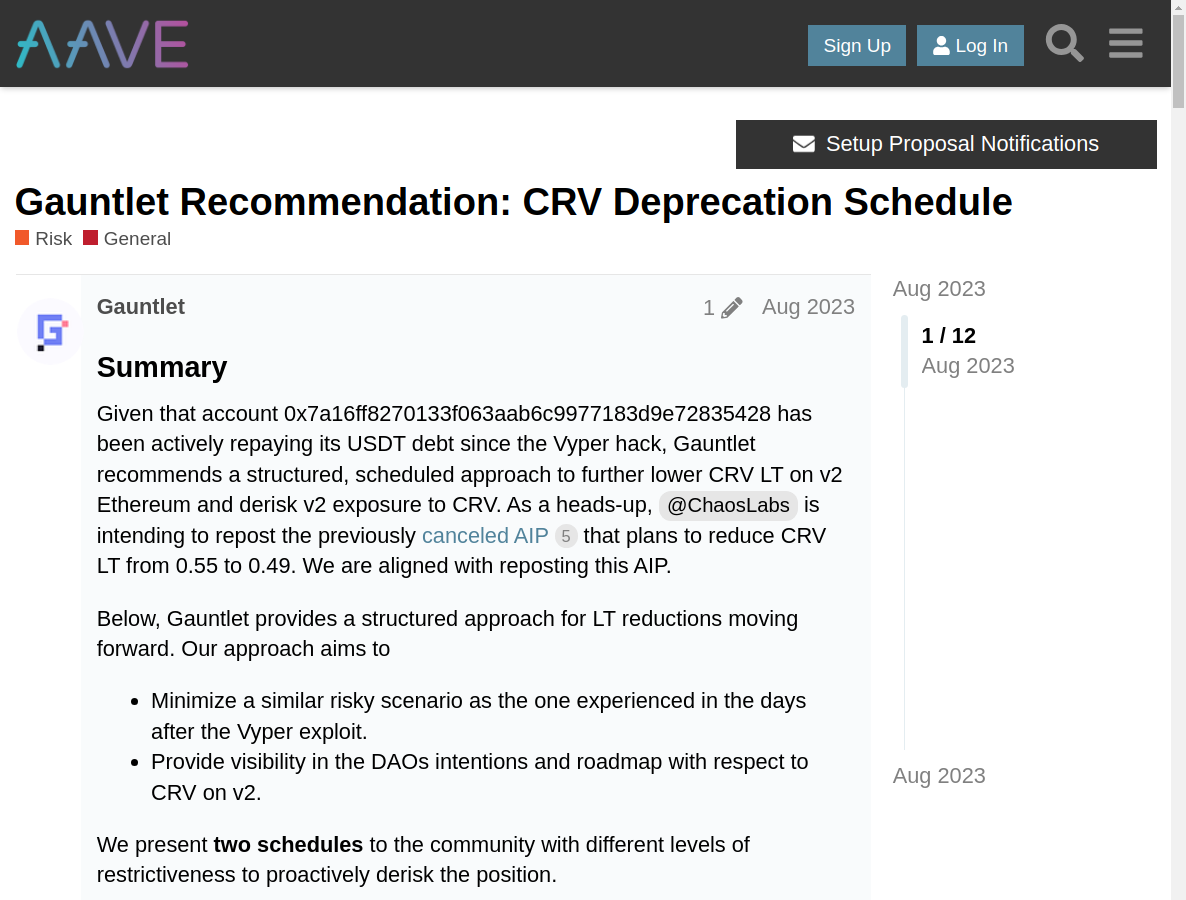 AAVE
Sign Up
Log In
Setup Proposal Notifications
Gauntlet Recommendation: CRV Deprecation Schedule
Risk General
Gauntlet 1 Aug 2023
Summary
Given that account 0x7a16ff8270133f063aab6c9977183d9e72835428 has
been actively repaying its USDT debt since the Vyper hack, Gauntlet
recommends a structured, scheduled approach to further lower CRV LT on v2
Ethereum and derisk v2 exposure to CRV. As a heads-up, @ChaosLabs is
intending to repost the previously canceled AIP 5 that plans to reduce CRV
LT from 0.55 to 0.49. We are aligned with reposting this AIP.
Below, Gauntlet provides a structured approach for LT reductions moving
forward. Our approach aims to
• Minimize a similar risky scenario as the one experienced in the days
after the Vyper exploit.
• Provide visibility in the DAOs intentions and roadmap with respect to
CRV on v2.
We present two schedules to the community with different levels of
restrictiveness to proactively derisk the position.
Aug 2023
1 / 12
Aug 2023
Aug 2023